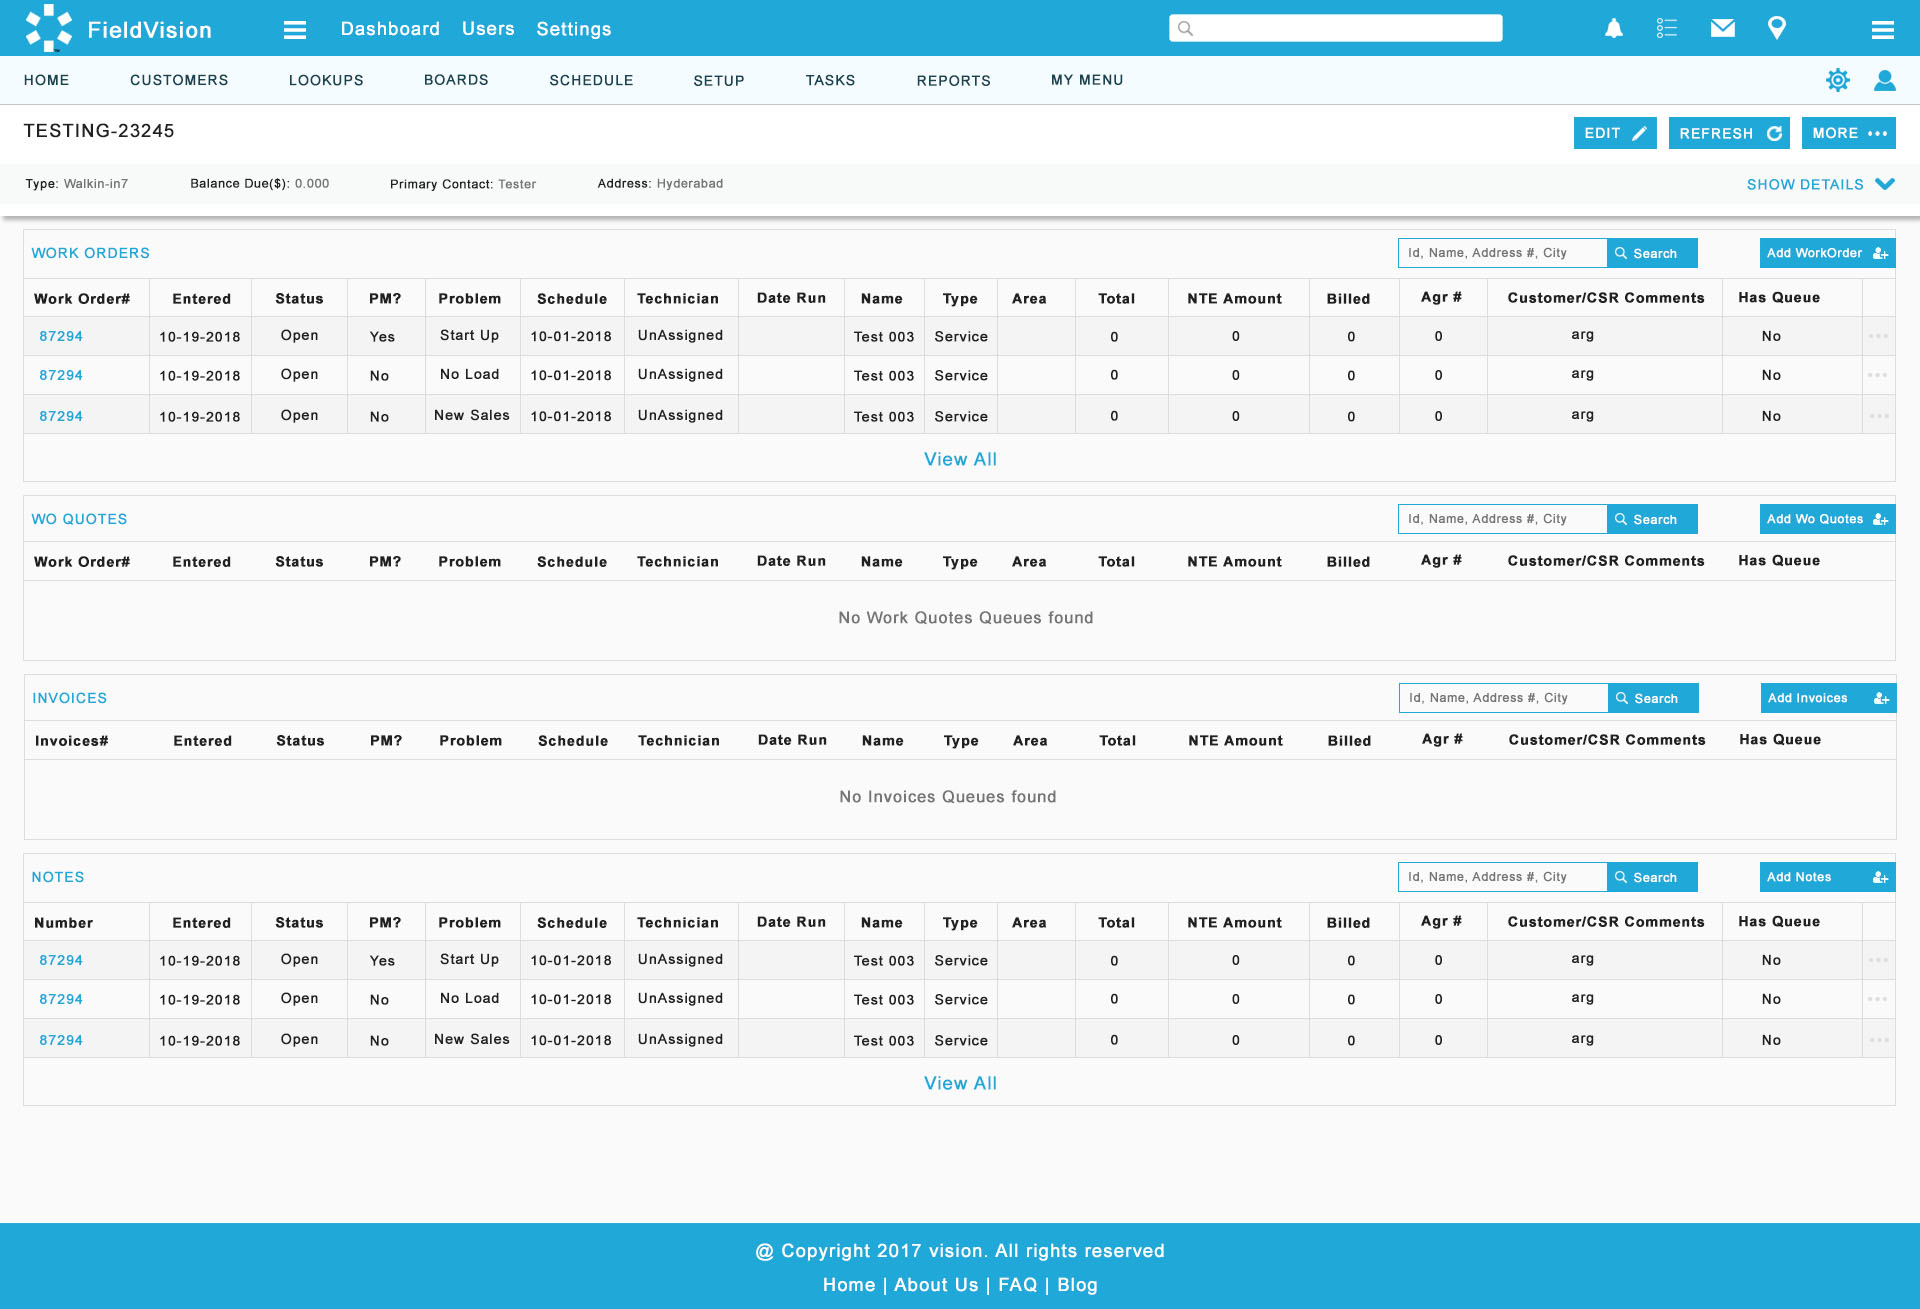 FieldVision Dashboard Users Settings
HOME CUSTOMERS LOOKUPS BOARDS SCHEDULE SETUP TASKS REPORTS MY MENU
TESTING-23245 EDIT REFRESH MORE
Type: Walkin-in7 Balance Due($): 0.000 Primary Contact: Tester Address: Hyderabad SHOW DETAILS
WORK ORDERS Id, Name, Address #, City Search Add WorkOrder
Work Order# Entered Status PM? Problem Schedule Technician Date Run Name Type Area Total NTE Amount Billed Agr # Customer/CSR Comments Has Queue
87294 10-19-2018 Open Yes Start Up 10-01-2018 UnAssigned Test 003 Service 0 0 0 0 arg No
87294 10-19-2018 Open No No Load 10-01-2018 UnAssigned Test 003 Service 0 0 0 0 arg No
87294 10-19-2018 Open No New Sales 10-01-2018 UnAssigned Test 003 Service 0 0 0 0 arg No
View All
WO QUOTES Id, Name, Address #, City Search Add Wo Quotes
Work Order# Entered Status PM? Problem Schedule Technician Date Run Name Type Area Total NTE Amount Billed Agr # Customer/CSR Comments Has Queue
No Work Quotes Queues found
INVOICES Id, Name, Address #, City Search Add Invoices
Invoices# Entered Status PM? Problem Schedule Technician Date Run Name Type Area Total NTE Amount Billed Agr # Customer/CSR Comments Has Queue
No Invoices Queues found
NOTES Id, Name, Address #, City Search Add Notes
Number Entered Status PM? Problem Schedule Technician Date Run Name Type Area Total NTE Amount Billed Agr # Customer/CSR Comments Has Queue
87294 10-19-2018 Open Yes Start Up 10-01-2018 UnAssigned Test 003 Service 0 0 0 0 arg No
87294 10-19-2018 Open No No Load 10-01-2018 UnAssigned Test 003 Service 0 0 0 0 arg No
87294 10-19-2018 Open No New Sales 10-01-2018 UnAssigned Test 003 Service 0 0 0 0 arg No
View All
@ Copyright 2017 vision. All rights reserved
Home | About Us | FAQ | Blog